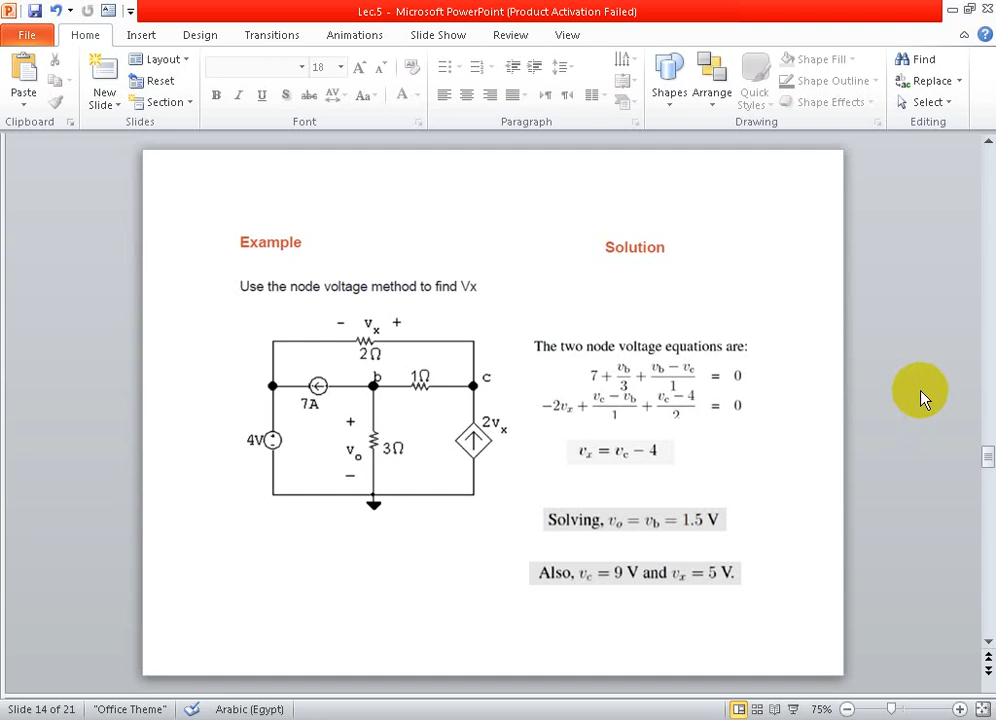 Lec.5 - Microsoft PowerPoint (Product Activation Failed)
File Home Insert Design Transitions Animations Slide Show Review View
Paste
Clipboard
New Slide
Layout
Reset
Section
Slides
18
B I U S abc AV Aa A
Font
Paragraph
Shapes
Arrange
Quick Styles
Shape Fill
Shape Outline
Shape Effects
Drawing
Find
Replace
Select
Editing
Example
Use the node voltage method to find Vx
− vx +
2Ω
b 1Ω c
7A
4V
+
vo
−
3Ω
2vx
Solution
The two node voltage equations are:
7 + vb/3 + (vb − vc)/1 = 0
−2vx + (vc − vb)/1 + (vc − 4)/2 = 0
vx = vc − 4
Solving, vo = vb = 1.5 V
Also, vc = 9 V and vx = 5 V.
Slide 14 of 21 "Office Theme" Arabic (Egypt) 75%